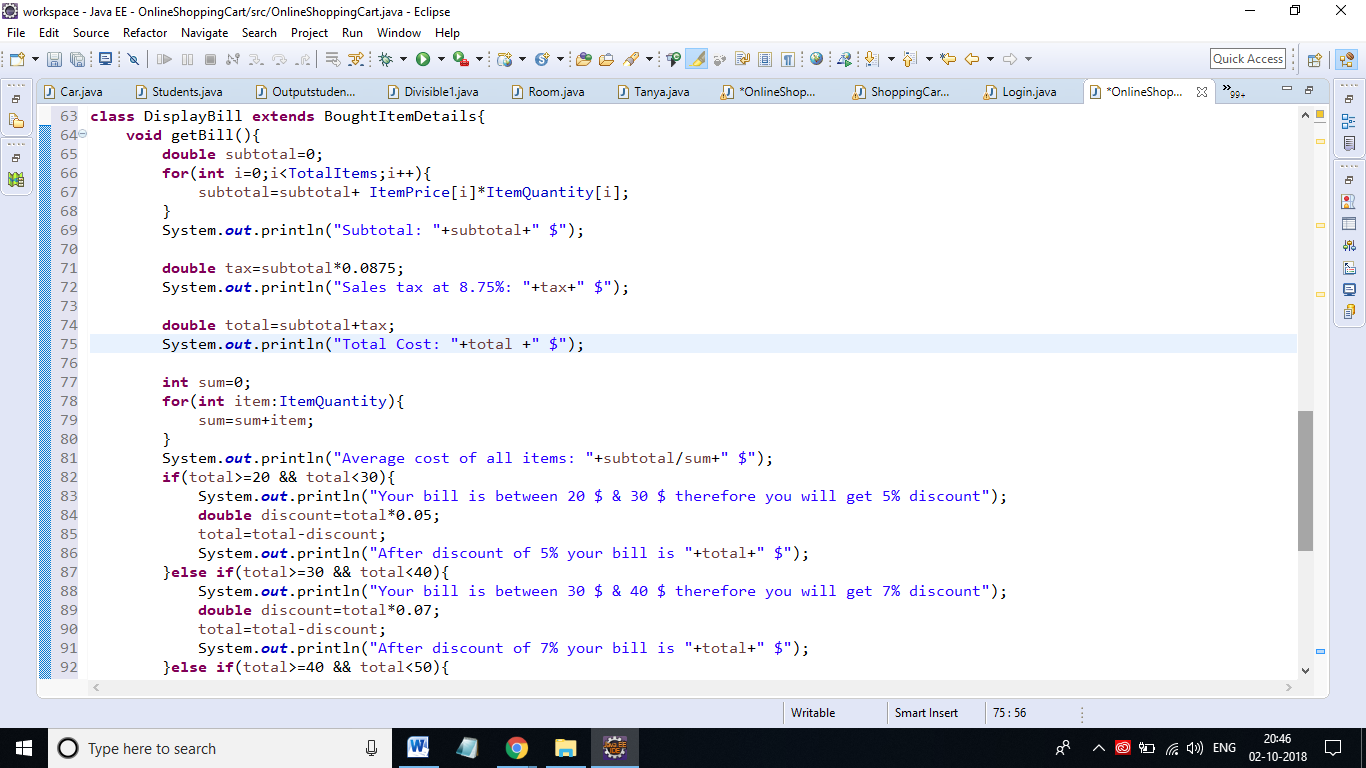 workspace - Java EE - OnlineShoppingCart/src/OnlineShoppingCart.java - Eclipse
File Edit Source Refactor Navigate Search Project Run Window Help
Quick Access
Car.java Students.java Outputstuden... Divisible1.java Room.java Tanya.java *OnlineShop... ShoppingCar... Login.java *OnlineShop... »99+
63 class DisplayBill extends BoughtItemDetails{
64 void getBill(){
65 double subtotal=0;
66 for(int i=0;i<TotalItems;i++){
67 subtotal=subtotal+ ItemPrice[i]*ItemQuantity[i];
68 }
69 System.out.println("Subtotal: "+subtotal+" $");
70
71 double tax=subtotal*0.0875;
72 System.out.println("Sales tax at 8.75%: "+tax+" $");
73
74 double total=subtotal+tax;
75 System.out.println("Total Cost: "+total +" $");
76
77 int sum=0;
78 for(int item:ItemQuantity){
79 sum=sum+item;
80 }
81 System.out.println("Average cost of all items: "+subtotal/sum+" $");
82 if(total>=20 && total<30){
83 System.out.println("Your bill is between 20 $ & 30 $ therefore you will get 5% discount");
84 double discount=total*0.05;
85 total=total-discount;
86 System.out.println("After discount of 5% your bill is "+total+" $");
87 }else if(total>=30 && total<40){
88 System.out.println("Your bill is between 30 $ & 40 $ therefore you will get 7% discount");
89 double discount=total*0.07;
90 total=total-discount;
91 System.out.println("After discount of 7% your bill is "+total+" $");
92 }else if(total>=40 && total<50){
Writable Smart Insert 75 : 56
Type here to search
ENG
20:46
02-10-2018